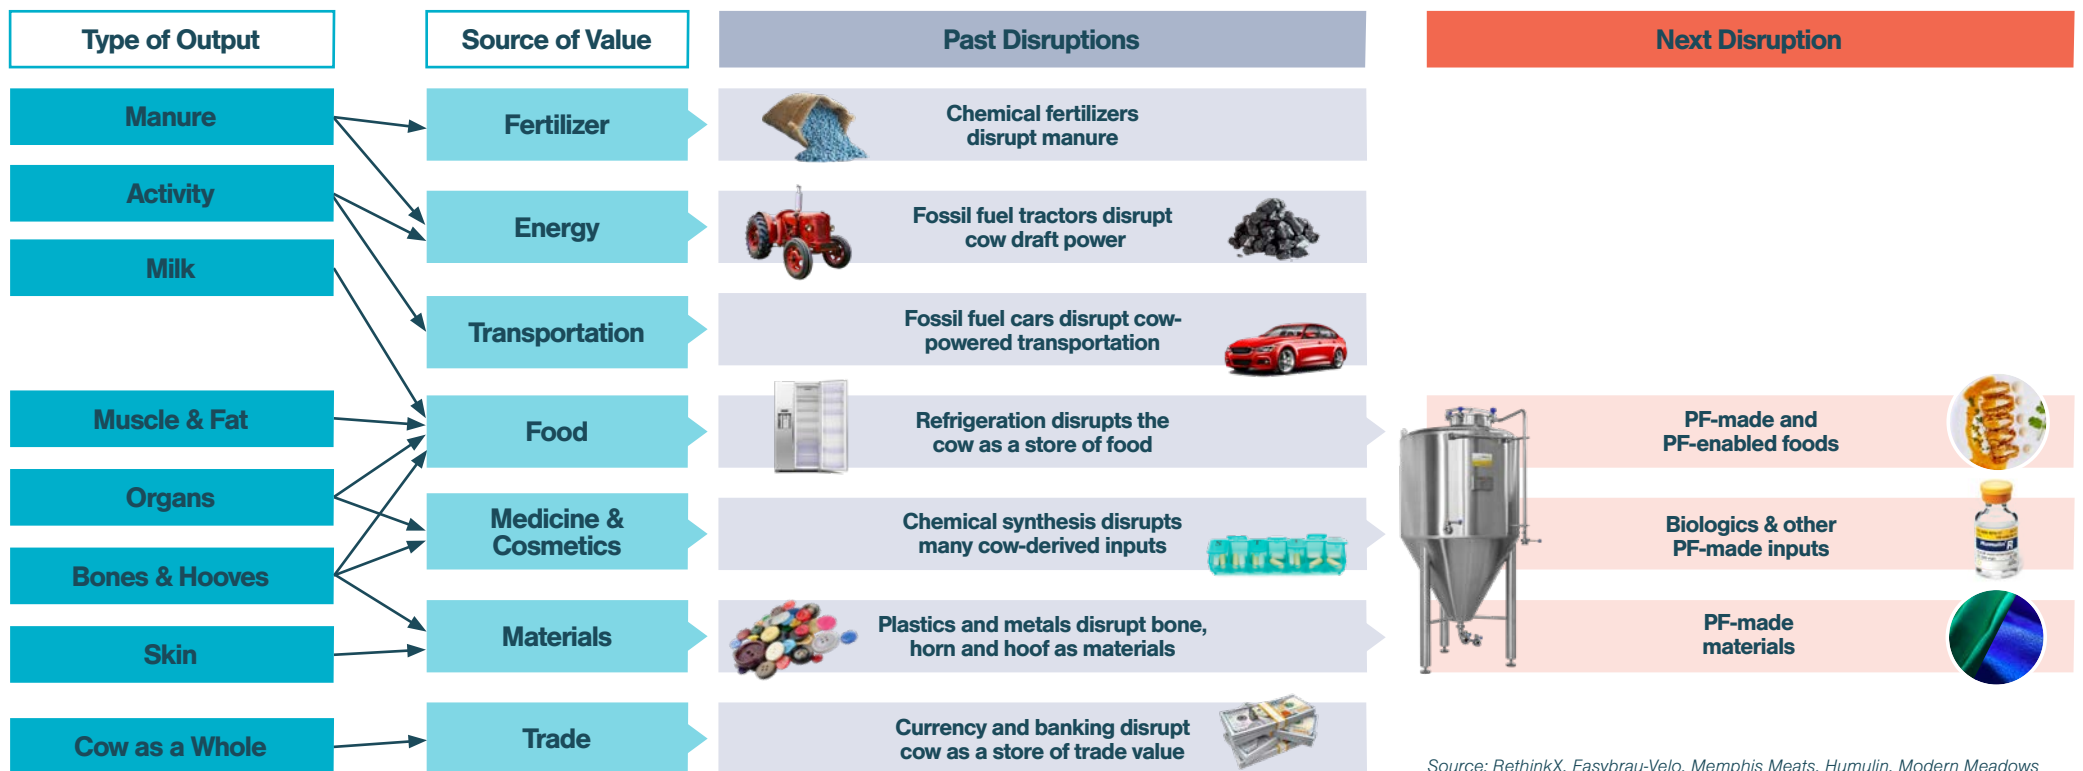 Type of Output
Source of Value
Past Disruptions
Next Disruption
Manure
Activity
Milk
Muscle & Fat
Organs
Bones & Hooves
Skin
Cow as a Whole
Fertilizer
Energy
Transportation
Food
Medicine &
Cosmetics
Materials
Trade
Chemical fertilizers
disrupt manure
Fossil fuel tractors disrupt
cow draft power
Fossil fuel cars disrupt cow-
powered transportation
Refrigeration disrupts the
cow as a store of food
Chemical synthesis disrupts
many cow-derived inputs
Plastics and metals disrupt bone,
horn and hoof as materials
Currency and banking disrupt
cow as a store of trade value
PF-made and
PF-enabled foods
Biologics & other
PF-made inputs
Humulin R
PF-made
materials
Source: RethinkX, Easybrau-Velo, Memphis Meats, Humulin, Modern Meadows